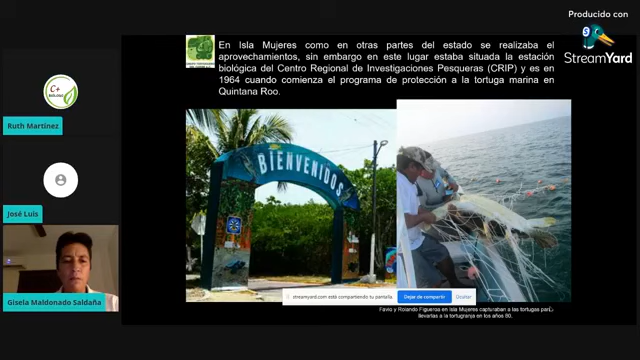 Producido con
StreamYard
En Isla Mujeres como en otras partes del estado se realizaba el
aprovechamientos, sin embargo en este lugar estaba situada la estación
biológica del Centro Regional de Investigaciones Pesqueras (CRIP) y es en
1964 cuando comienza el programa de protección a la tortuga marina en
Quintana Roo.
C+
BIÓLOGO
Ruth Martinez
José Luis
Gisela Maldonado Saldaña
BIENVENIDOS
streamyard.com está compartiendo tu pantalla.
Dejar de compartir
Ocultar
Favio y Rolando Figueroa en Isla Mujeres capturaban a las tortugas para
llevarlas a la tortugranja en los años 80.